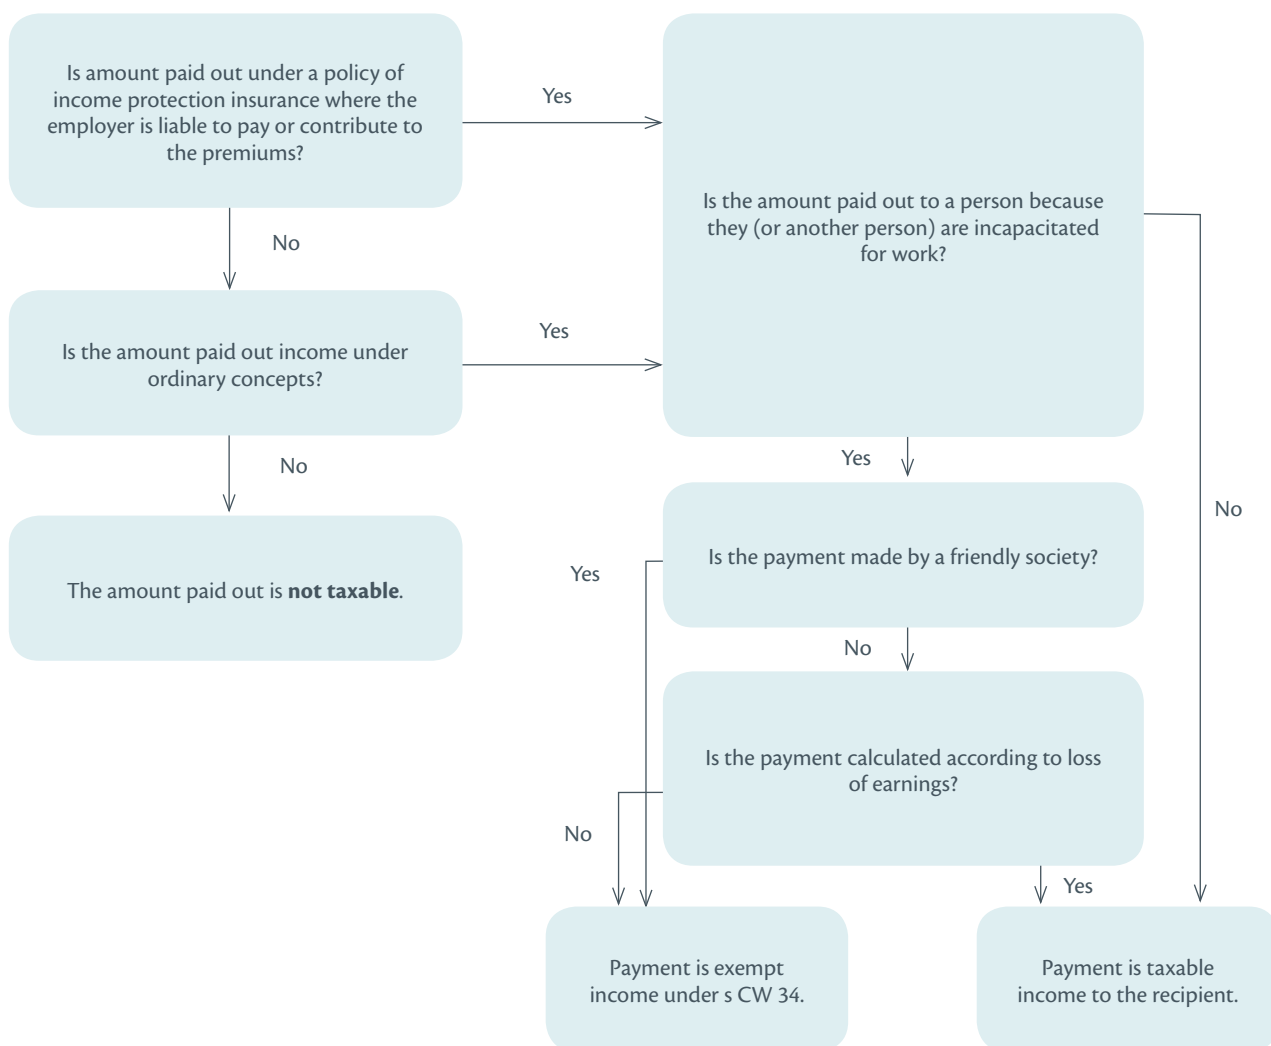 Is amount paid out under a policy of
income protection insurance where the
employer is liable to pay or contribute to
the premiums?
Yes
No
Is the amount paid out to a person because
they (or another person) are incapacitated
for work?
Is the amount paid out income under
ordinary concepts?
Yes
No
The amount paid out is not taxable.
Yes
No
Is the payment made by a friendly society?
Yes
No
Is the payment calculated according to loss
of earnings?
No
Yes
Payment is exempt
income under s CW 34.
Payment is taxable
income to the recipient.